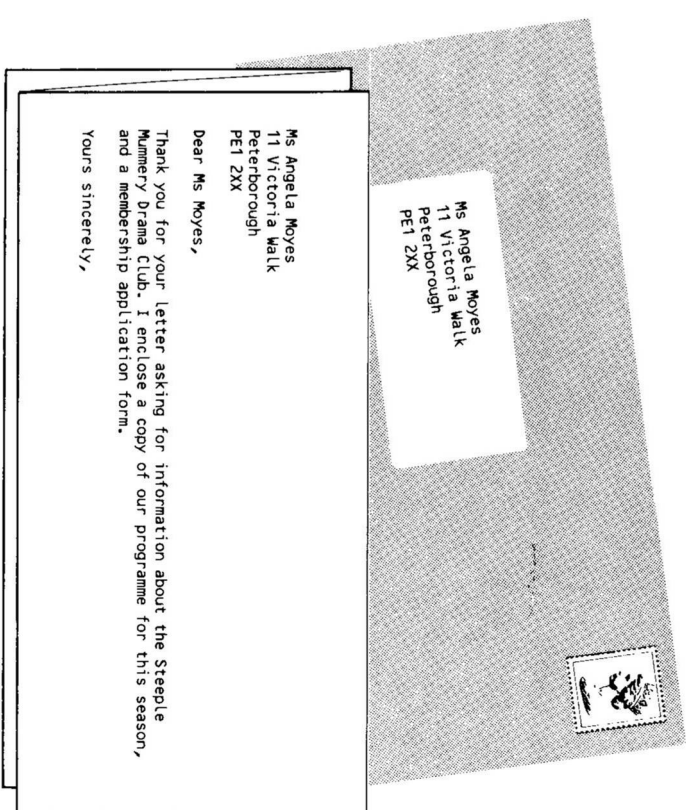 Ms Angela Moyes
11 Victoria Walk
Peterborough
PE1 2XX
Ms Angela Moyes
11 Victoria Walk
Peterborough
PE1 2XX
Dear Ms Moyes,
Thank you for your letter asking for information about the Steeple
Mummery Drama Club. I enclose a copy of our programme for this season,
and a membership application form.
Yours sincerely,